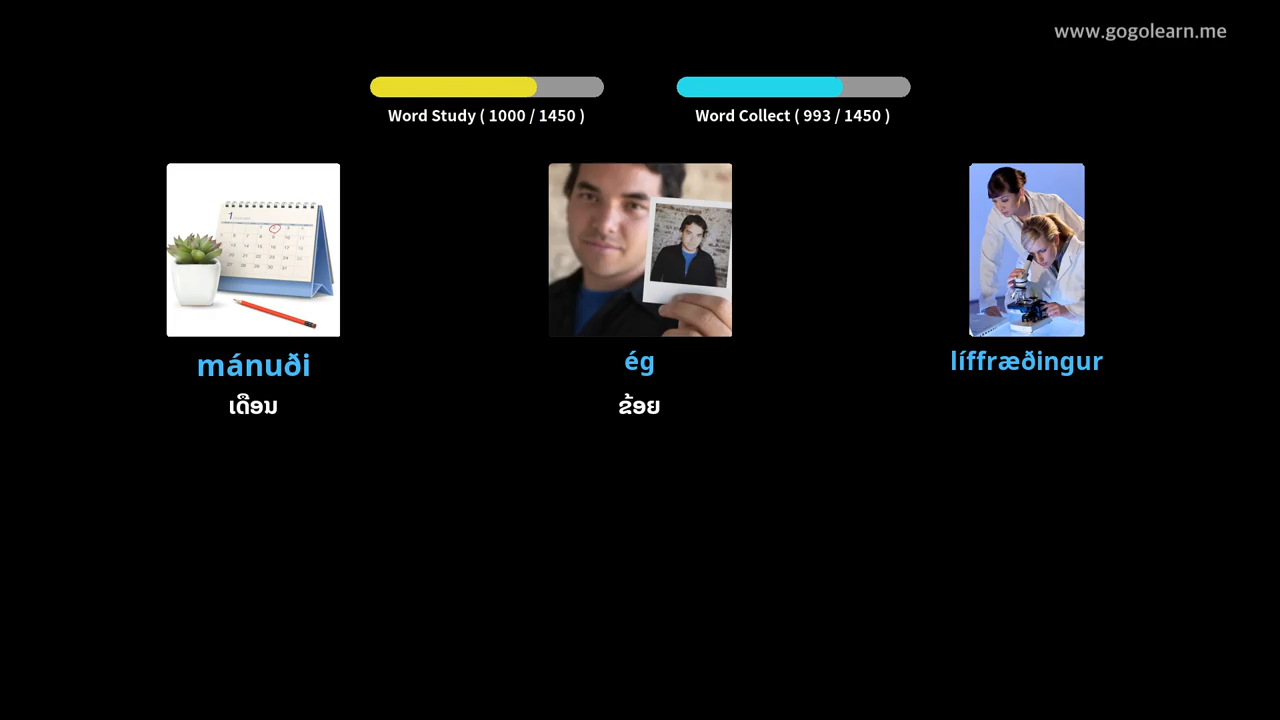 www.gogolearn.me
Word Study ( 1000 / 1450 )
Word Collect ( 993 / 1450 )
mánuði
ເດືອນ
ég
ຂ້ອຍ
líffræðingur